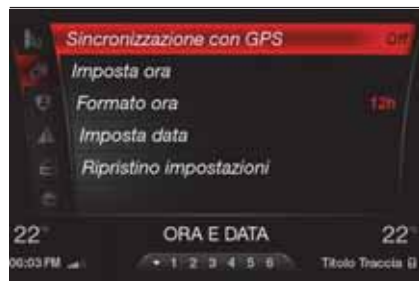 Sincronizzazione con GPS Off
Imposta ora
Formato ora 12h
Imposta data
Ripristino impostazioni
22° ORA E DATA 22°
06:03 PM • 1 2 3 4 5 6 Titolo Traccia